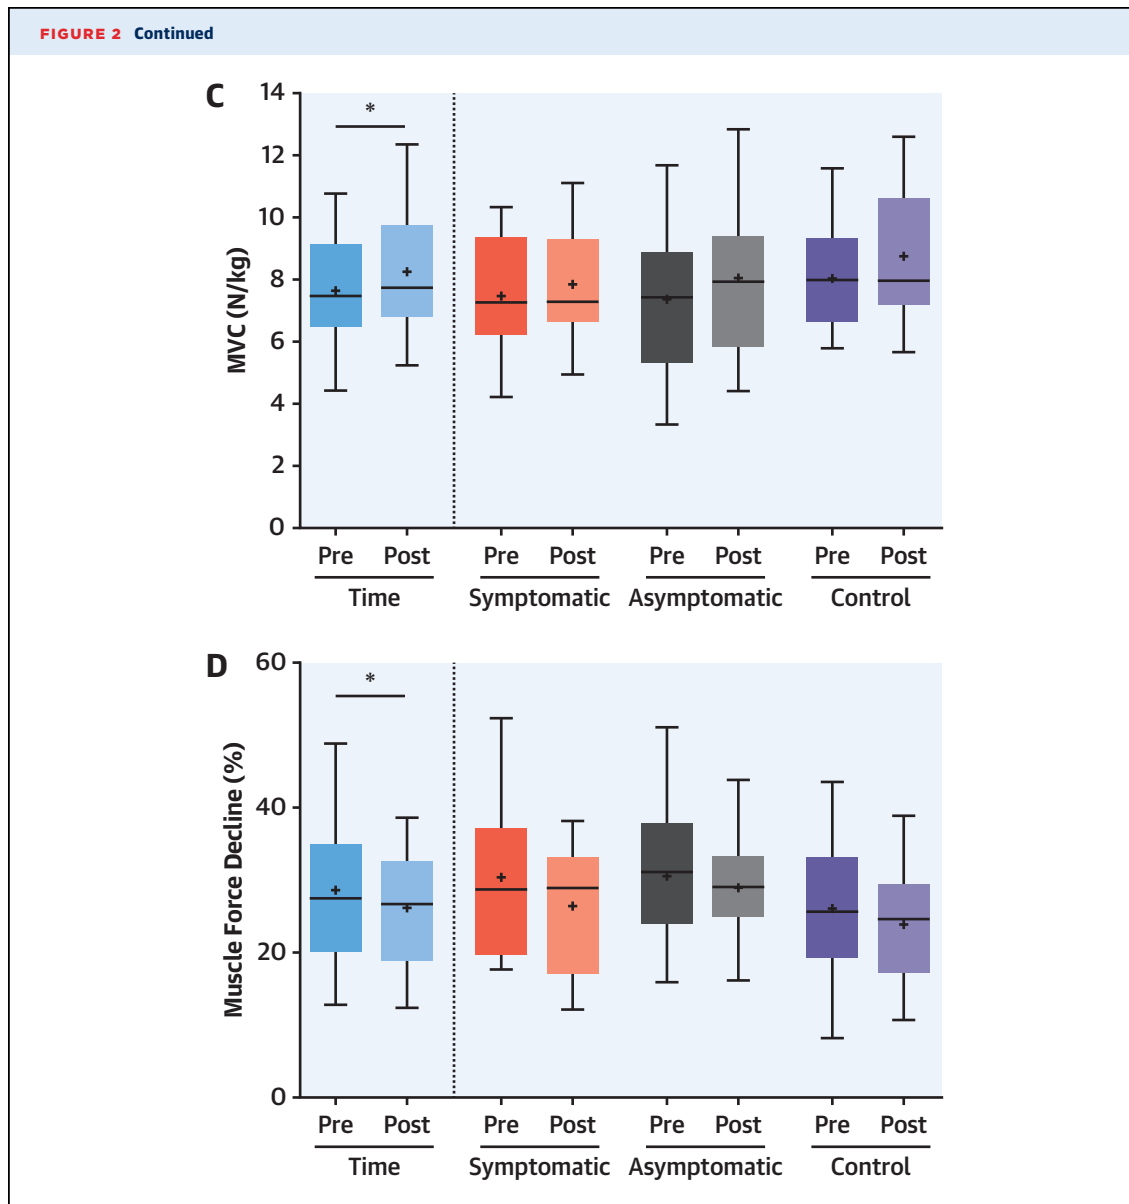 FIGURE 2 Continued
C
MVC (N/kg)
14
12
10
8
6
4
2
0
*
Pre Post Pre Post Pre Post Pre Post
Time Symptomatic Asymptomatic Control
D
Muscle Force Decline (%)
60
40
20
0
*
Pre Post Pre Post Pre Post Pre Post
Time Symptomatic Asymptomatic Control